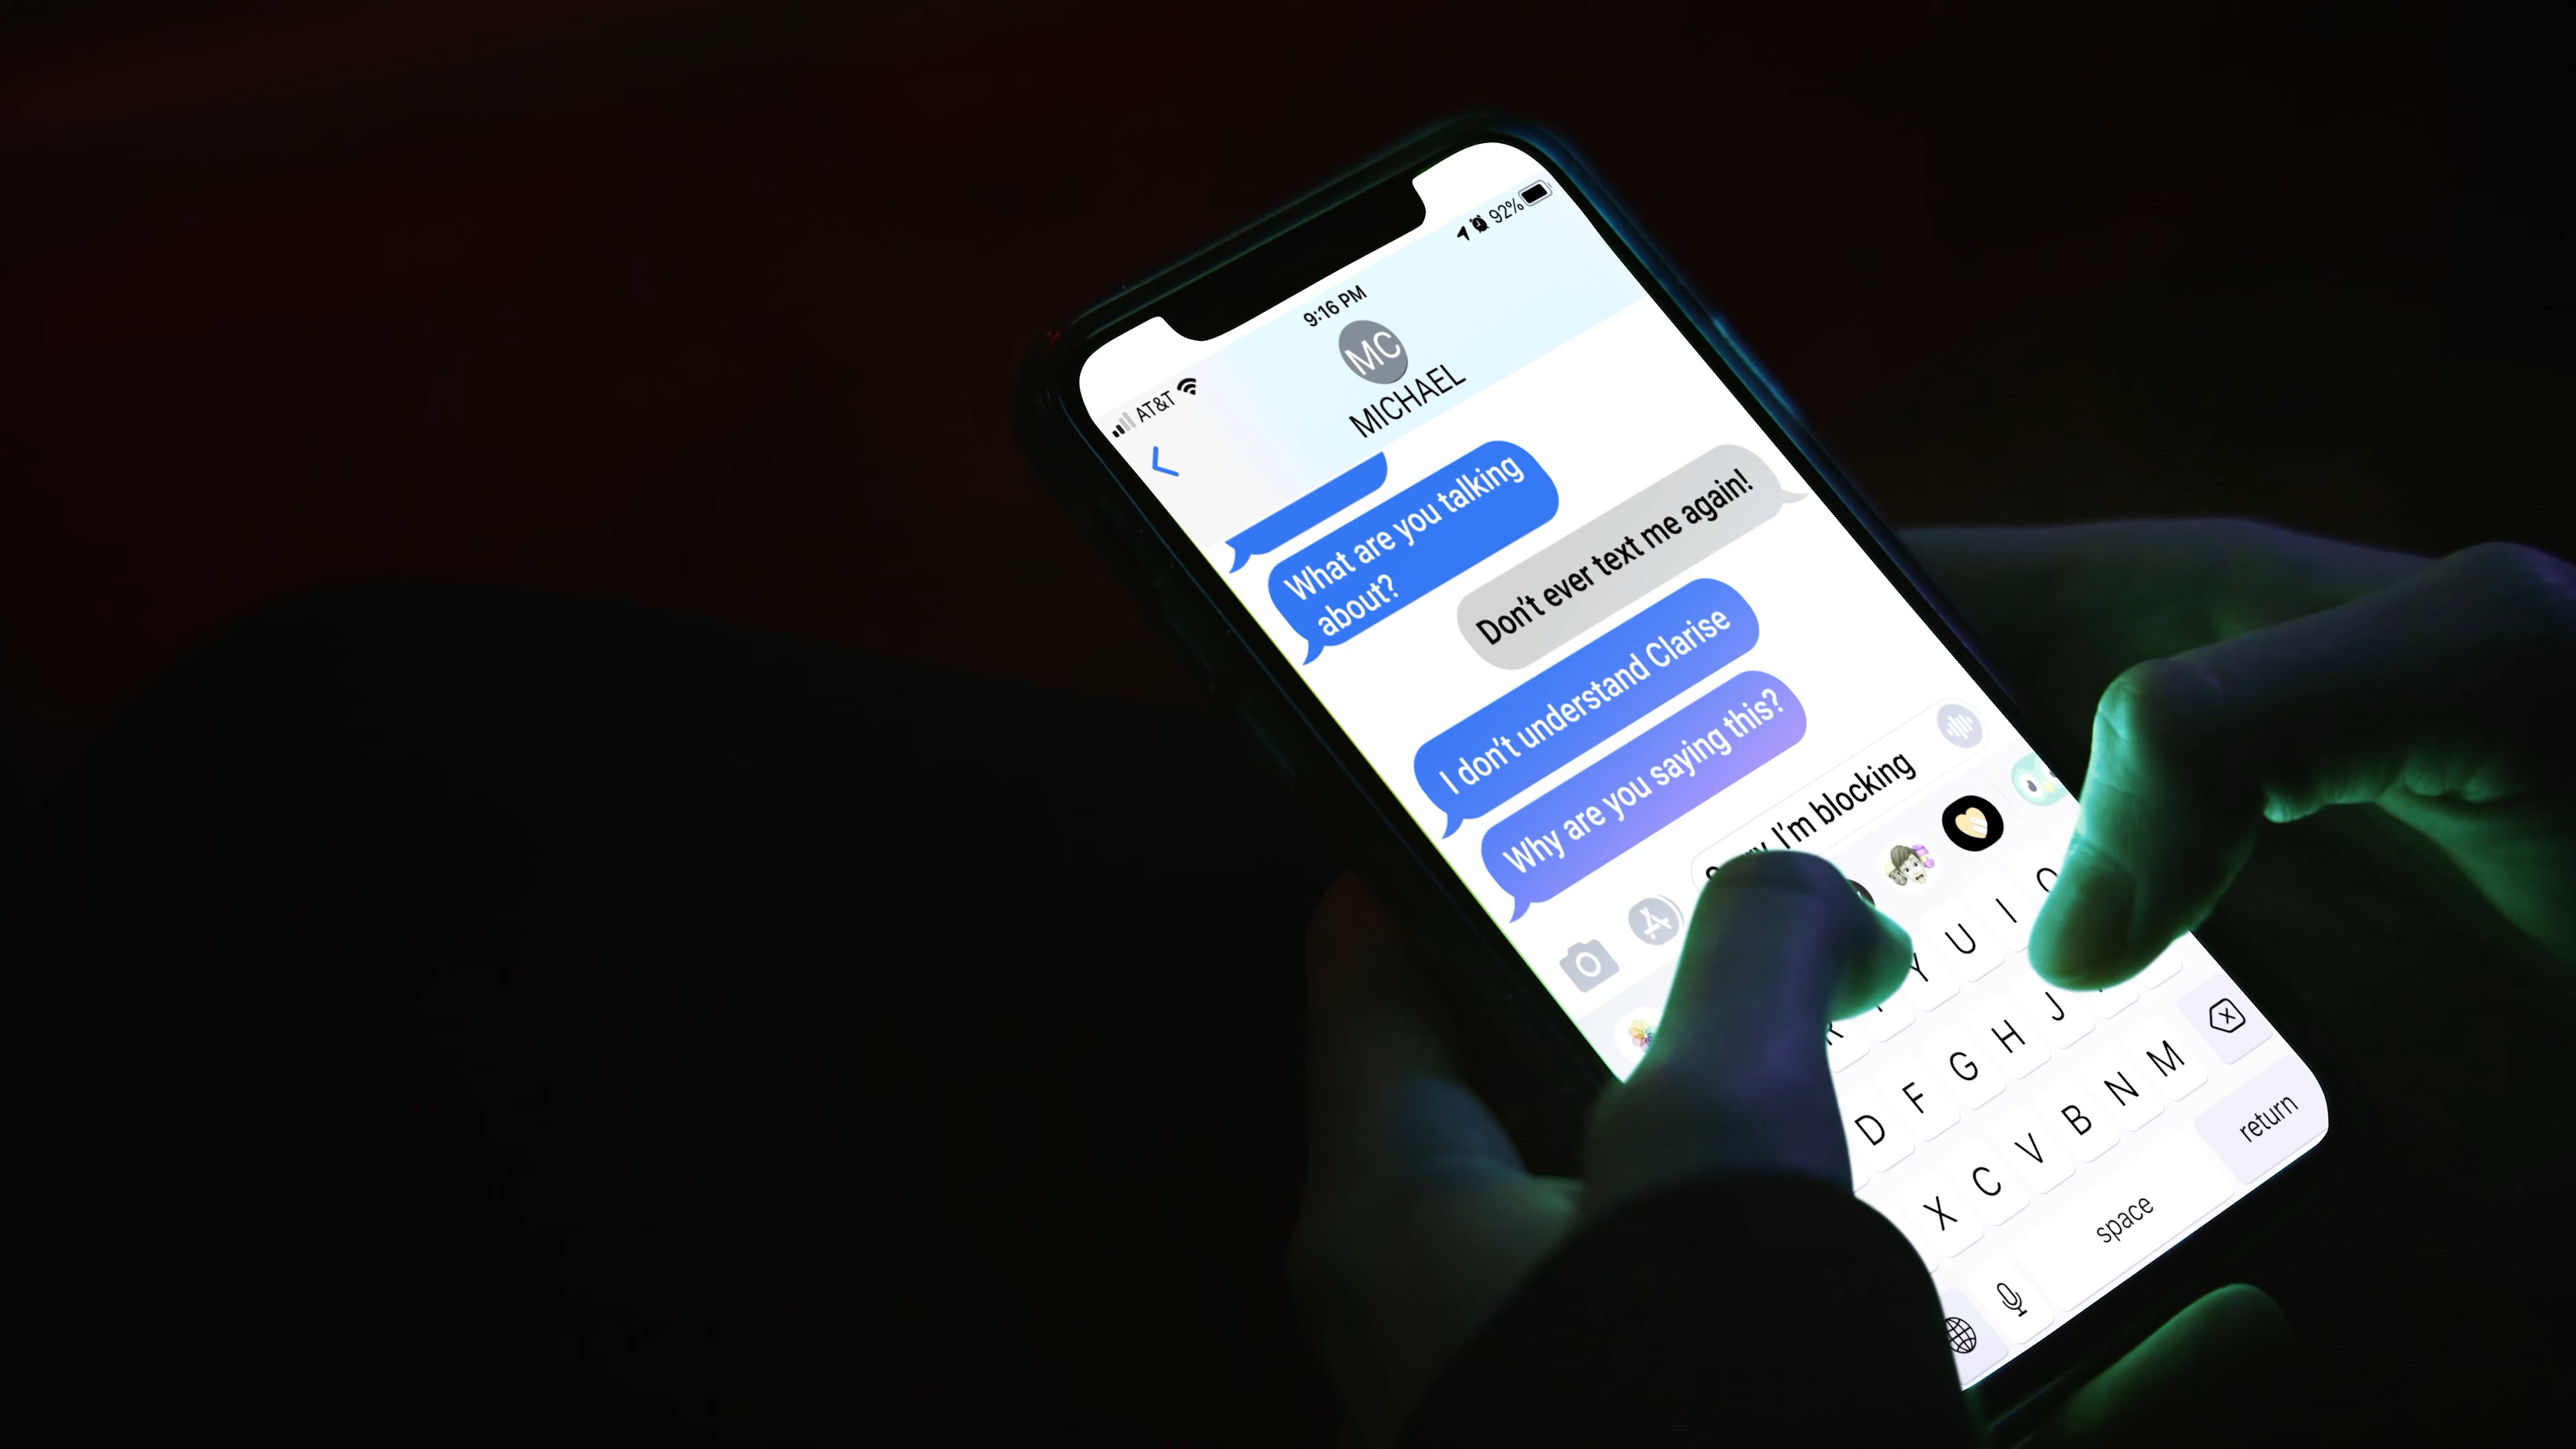 9:16 PM
92%
AT&T
MC
MICHAEL
What are you talking
about?
Don't ever text me again!
I don't understand Clarise
Why are you saying this?
I'm blocking
Y U I O
D F G H J
X C V B N M
space
return